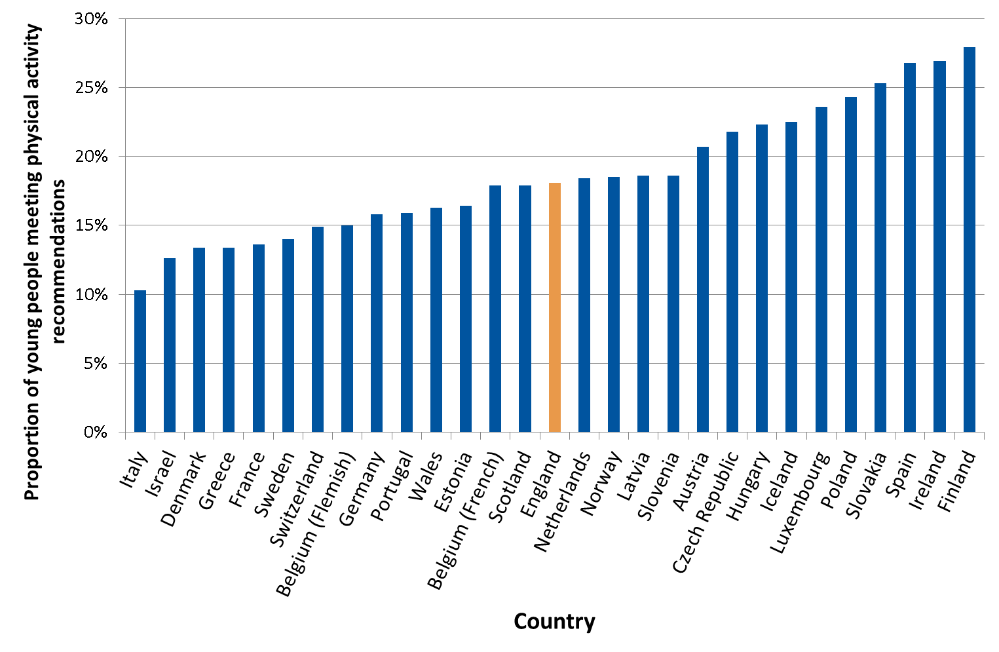 Proportion of young people meeting physical activity
recommendations
30%
25%
20%
15%
10%
5%
0%
Italy
Israel
Denmark
Greece
France
Sweden
Switzerland
Belgium (Flemish)
Germany
Portugal
Wales
Estonia
Belgium (French)
Scotland
England
Netherlands
Norway
Latvia
Slovenia
Austria
Czech Republic
Hungary
Iceland
Luxembourg
Poland
Slovakia
Spain
Ireland
Finland
Country